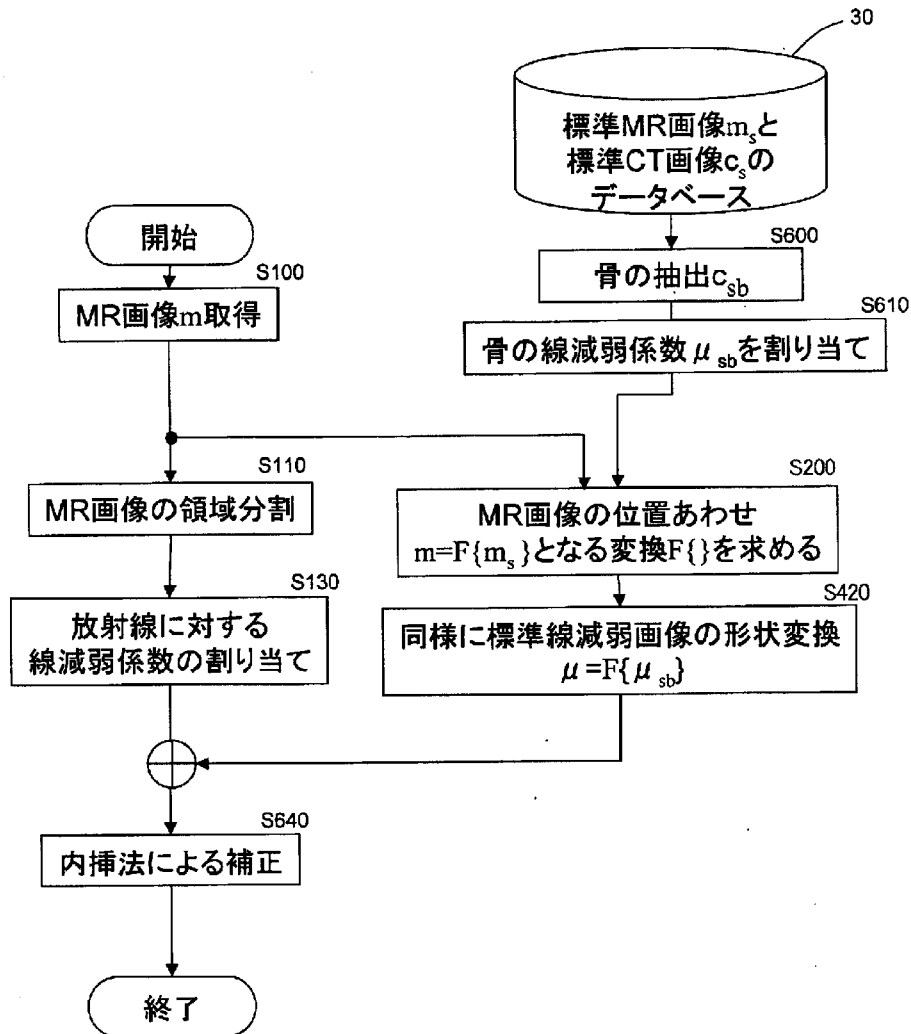 30
標準MR画像msと
標準CT画像csの
データベース
開始
S600
骨の抽出csb
S100
MR画像m取得
S610
骨の線減弱係数μsbを割り当て
S110
MR画像の領域分割
S200
MR画像の位置あわせ
m=F{ms}となる変換F{}を求める
S130
放射線に対する
線減弱係数の割り当て
S420
同様に標準線減弱画像の形状変換
μ=F{μsb}
S640
内挿法による補正
終了